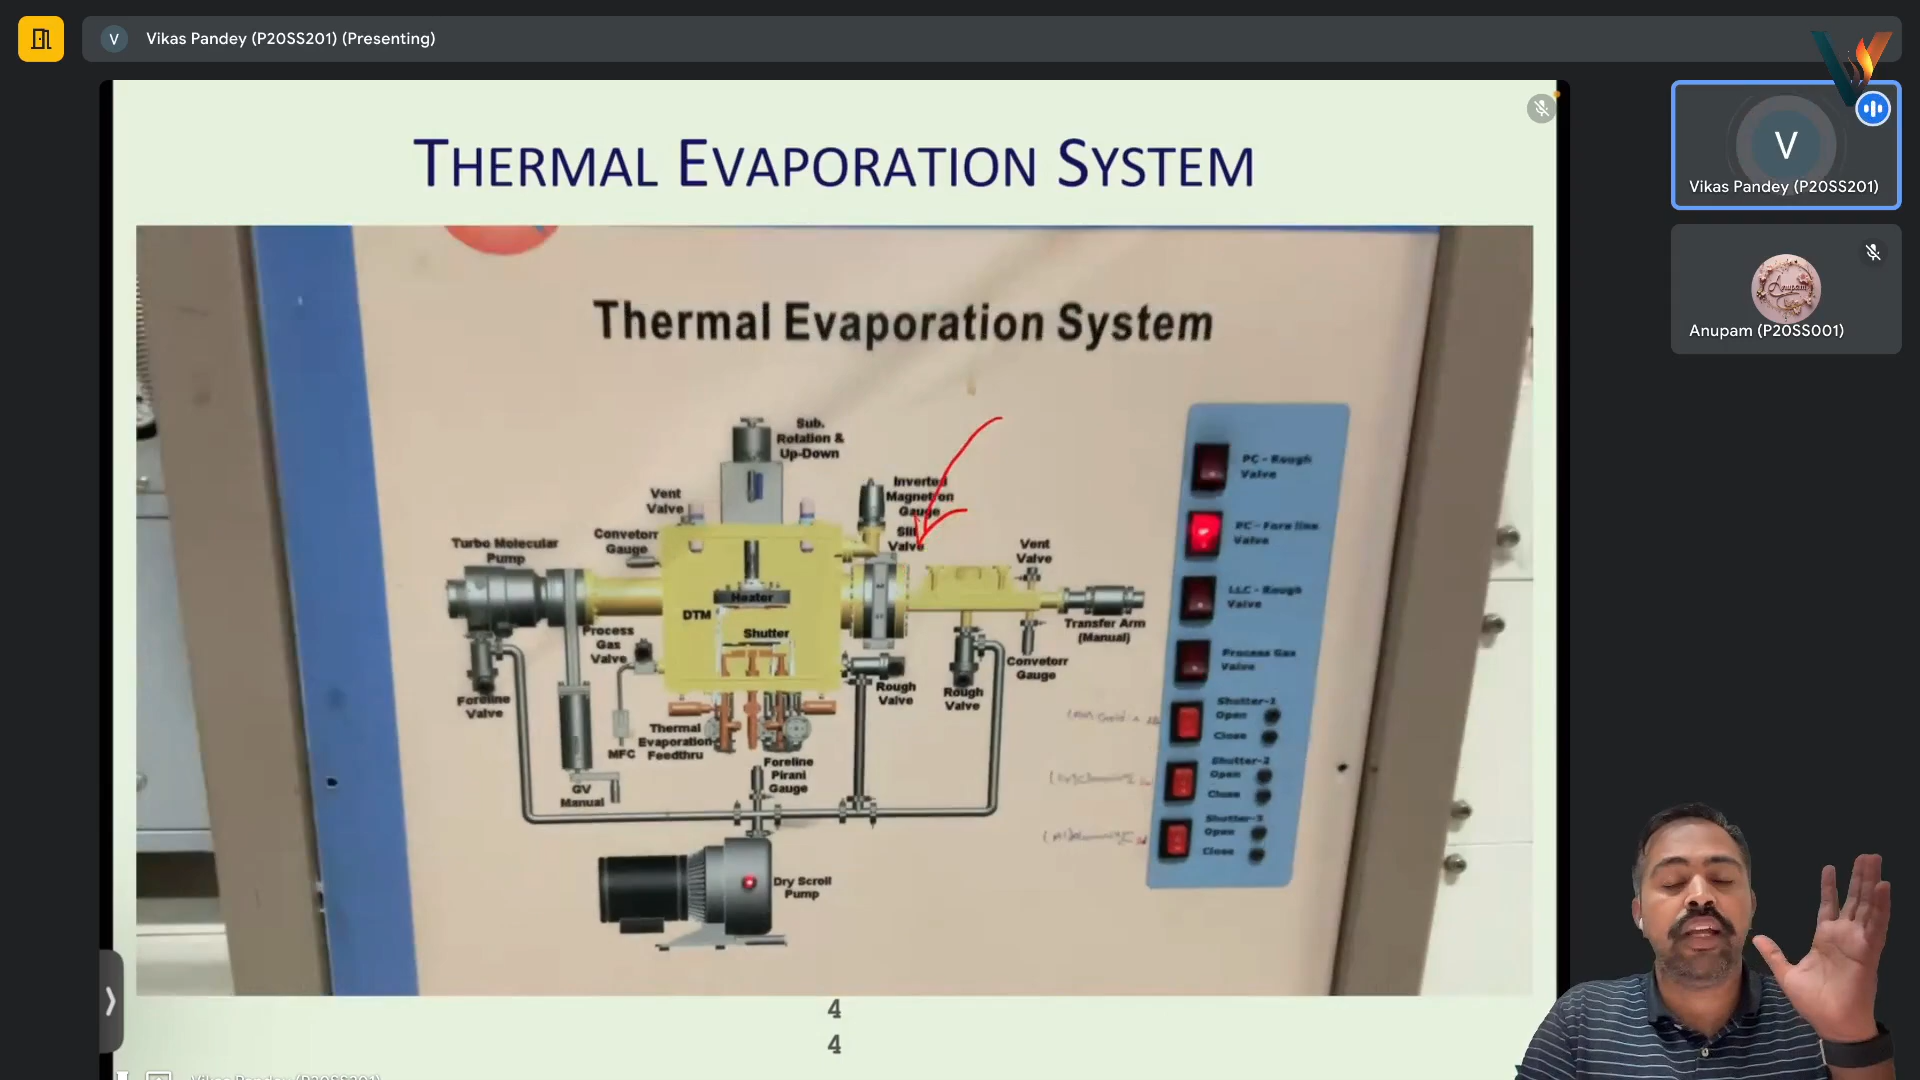 V Vikas Pandey (P20SS201) (Presenting)
THERMAL EVAPORATION SYSTEM
V
Vikas Pandey (P20SS201)
Anupam (P20SS001)
Thermal Evaporation System
Sub.
Rotation &
Up-Down
Vent
Valve
Inverted
Magnetron
Gauge
Convetorr
Gauge
Slit
Valve
Turbo Molecular
Pump
Vent
Valve
Heater
DTM
Shutter
Transfer Arm
(Manual)
Process
Gas
Valve
Convetorr
Gauge
Rough
Valve
Rough
Valve
Foreline
Valve
Thermal
Evaporation
Feedthru
MFC
Foreline
Pirani
Gauge
GV
Manual
Dry Scroll
Pump
PC - Rough
Valve
PC - Fore line
Valve
LLC - Rough
Valve
Process Gas
Valve
Shutter-1
Open
Close
Shutter-2
Open
Close
Shutter-3
Open
Close
4
4
Vikas Pandey (P20SS201)